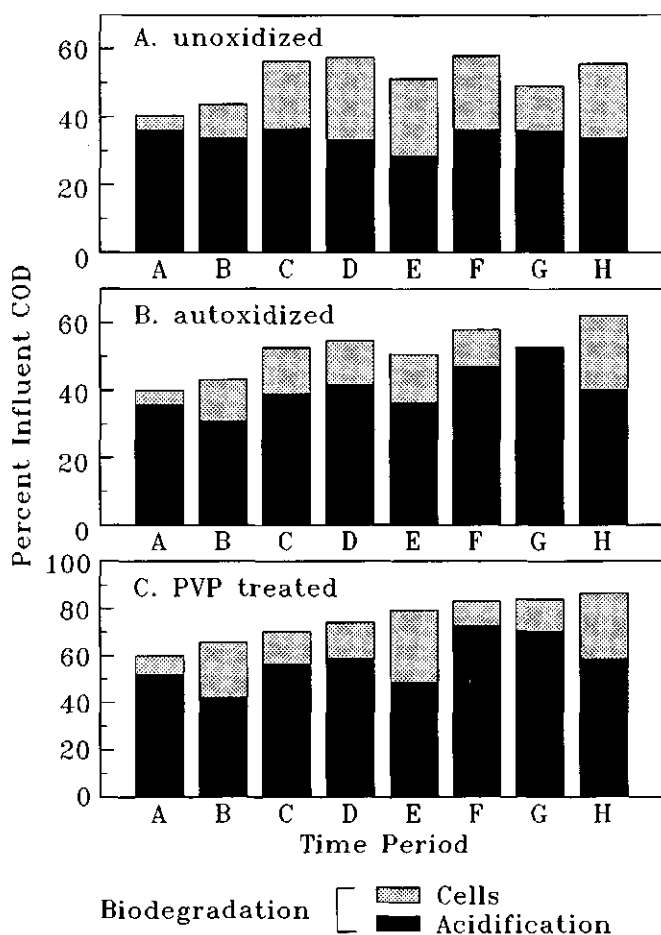 Percent Influent COD
A. unoxidized
60
40
20
0
A B C D E F G H
B. autoxidized
60
40
20
0
A B C D E F G H
C. PVP treated
100
80
60
40
20
0
A B C D E F G H
Time Period
Biodegradation
Cells
Acidification